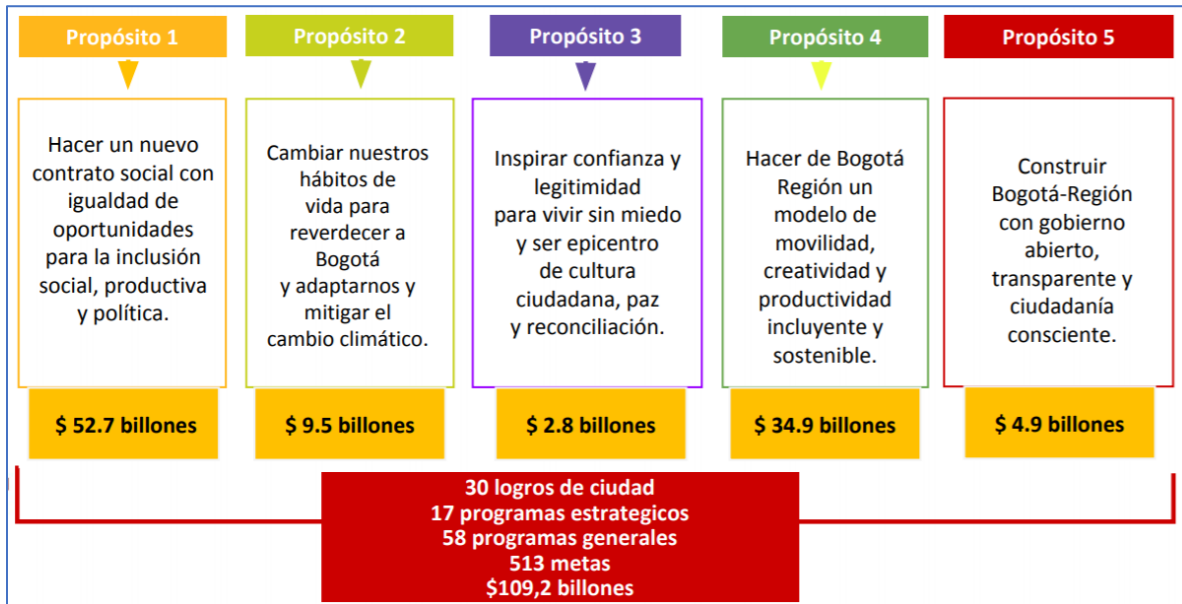 Propósito 1
Propósito 2
Propósito 3
Propósito 4
Propósito 5
Hacer un nuevo
contrato social con
igualdad de
oportunidades
para la inclusión
social, productiva
y política.
Cambiar nuestros
hábitos de
vida para
reverdecer a
Bogotá
y adaptarnos y
mitigar el
cambio climático.
Inspirar confianza y
legitimidad
para vivir sin miedo
y ser epicentro
de cultura
ciudadana, paz
y reconciliación.
Hacer de Bogotá
Región un
modelo de
movilidad,
creatividad y
productividad
incluyente y
sostenible.
Construir
Bogotá-Región
con gobierno
abierto,
transparente y
ciudadanía
consciente.
$ 52.7 billones
$ 9.5 billones
$ 2.8 billones
$ 34.9 billones
$ 4.9 billones
30 logros de ciudad
17 programas estrategicos
58 programas generales
513 metas
$109,2 billones